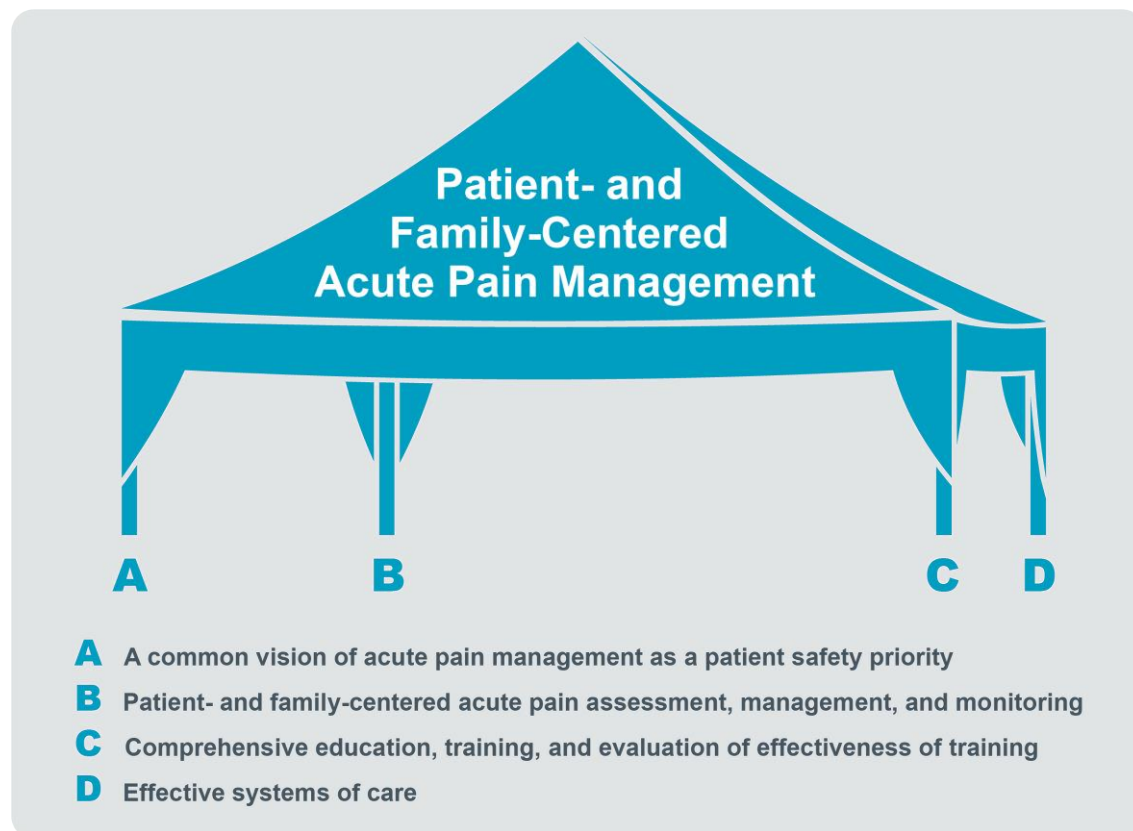 Patient- and
Family-Centered
Acute Pain Management
A B C D
A A common vision of acute pain management as a patient safety priority
B Patient- and family-centered acute pain assessment, management, and monitoring
C Comprehensive education, training, and evaluation of effectiveness of training
D Effective systems of care